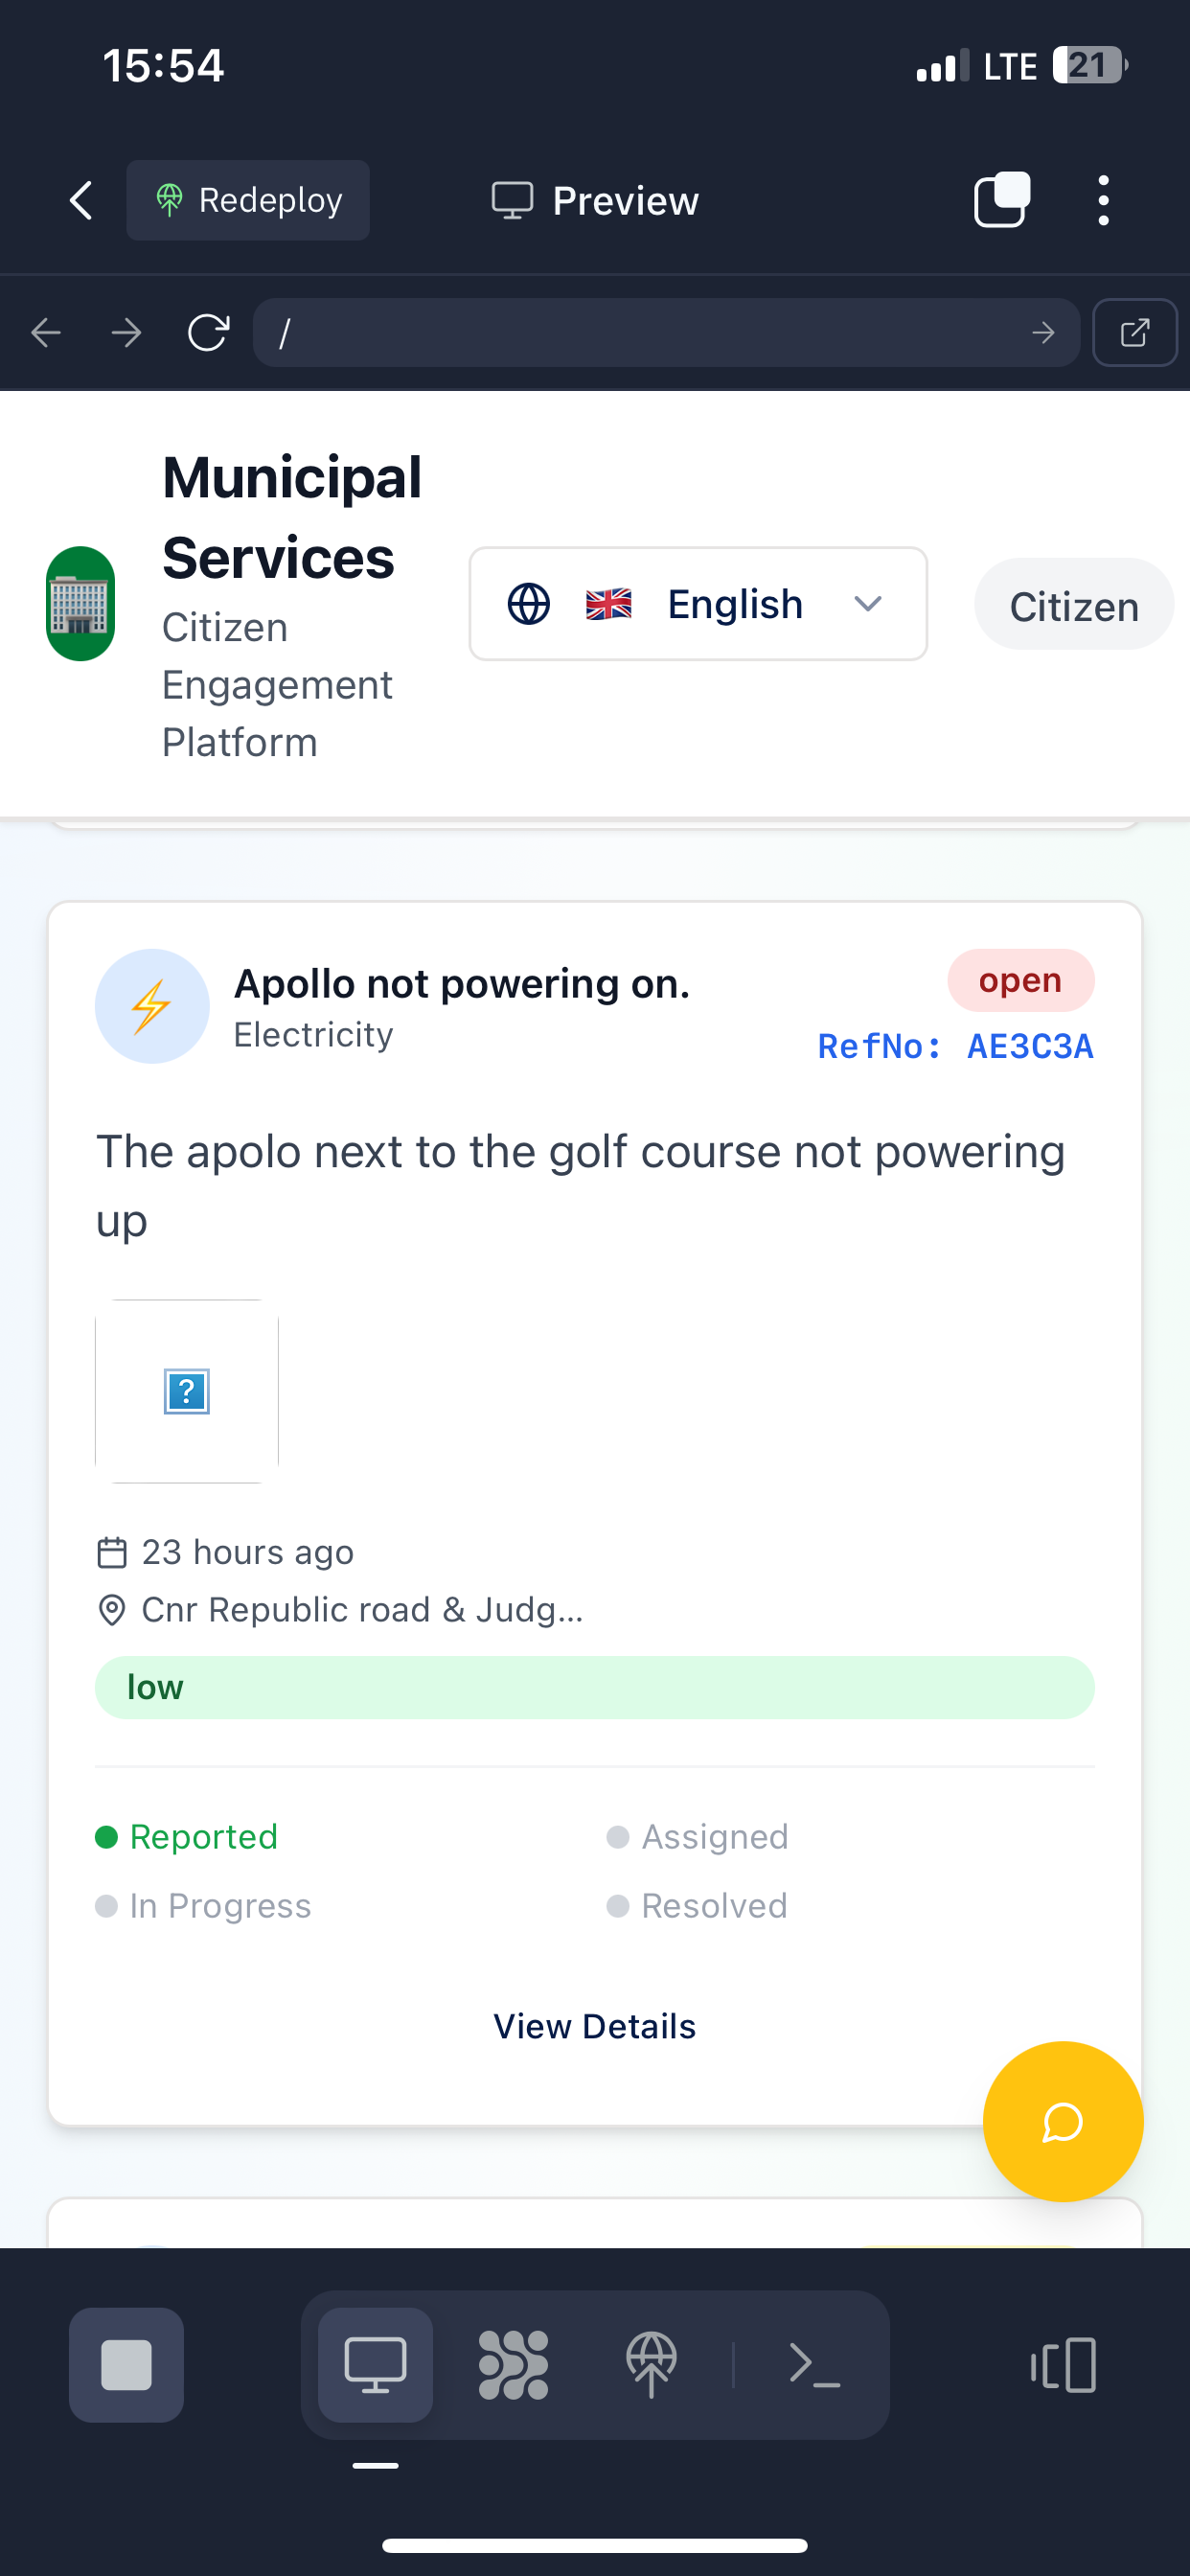 15:54
LTE
21
Redeploy
Preview
/
Municipal
Services
Citizen
Engagement
Platform
English
Citizen
Apollo not powering on.
Electricity
open
RefNo: AE3C3A
The apolo next to the golf course not powering
up
?
23 hours ago
Cnr Republic road & Judg...
low
Reported
Assigned
In Progress
Resolved
View Details